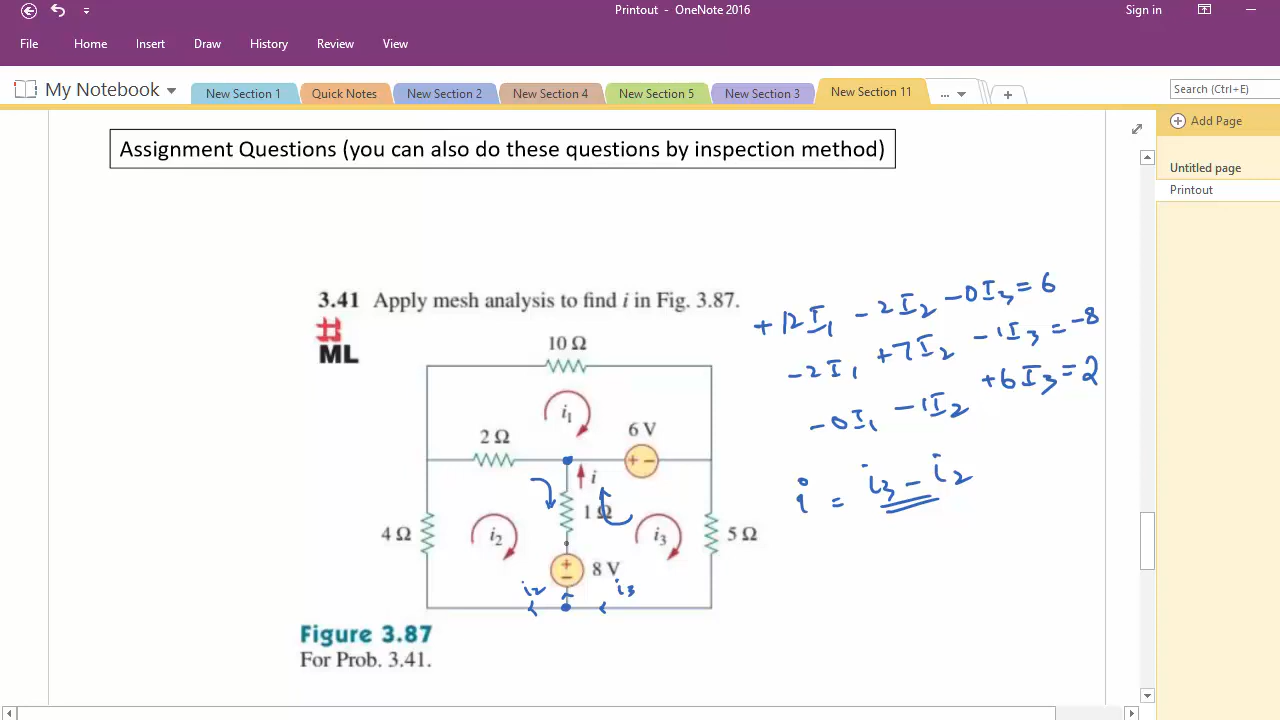 Printout - OneNote 2016
Sign in
File Home Insert Draw History Review View
My Notebook
New Section 1 Quick Notes New Section 2 New Section 4 New Section 5 New Section 3 New Section 11 ...
Search (Ctrl+E)
Add Page
Untitled page
Printout
Assignment Questions (you can also do these questions by inspection method)
3.41 Apply mesh analysis to find i in Fig. 3.87.
ML
+12I₁ -2I₂ -0I₃ = 6
-2I₁ +7I₂ -1I₃ = -8
-0I₁ -1I₂ +6I₃ = 2
i = i₃ - i₂
10 Ω
i₁
2 Ω
6 V
+ −
i
1 Ω
4 Ω
i₂
i₃
5 Ω
+
−
8 V
i₂
i₃
Figure 3.87
For Prob. 3.41.